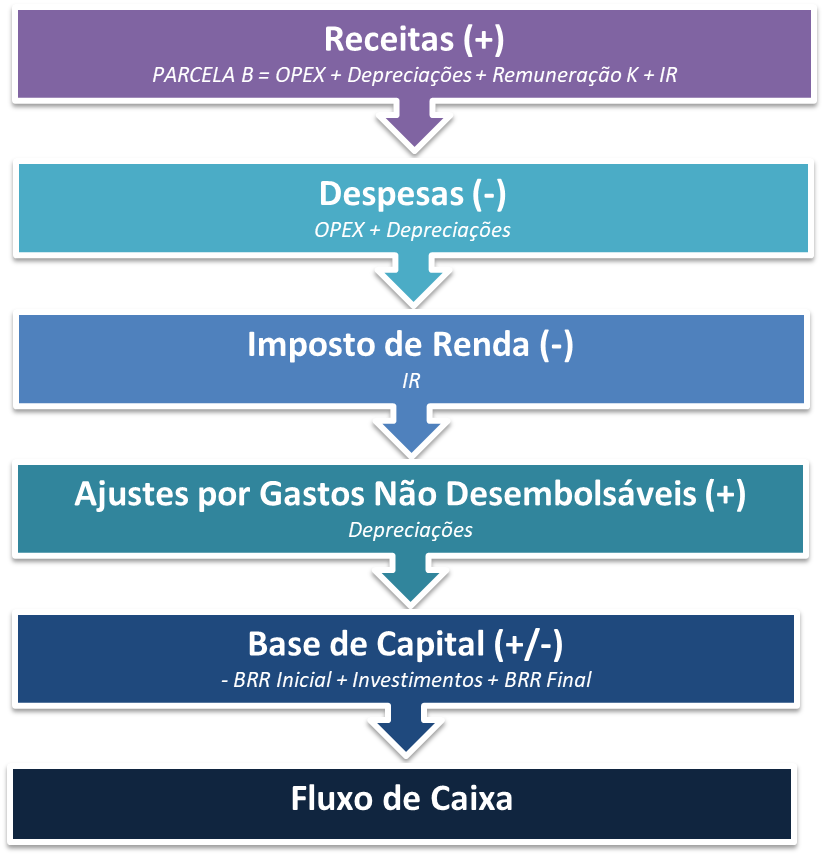 Receitas (+)
PARCELA B = OPEX + Depreciações + Remuneração K + IR
Despesas (-)
OPEX + Depreciações
Imposto de Renda (-)
IR
Ajustes por Gastos Não Desembolsáveis (+)
Depreciações
Base de Capital (+/-)
- BRR Inicial + Investimentos + BRR Final
Fluxo de Caixa